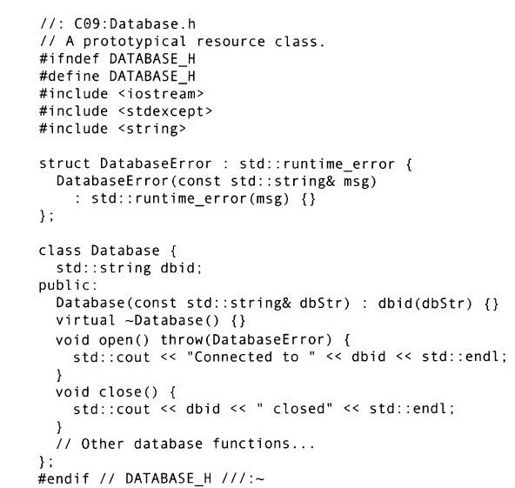 //: C09:Database.h
// A prototypical resource class.
#ifndef DATABASE_H
#define DATABASE_H
#include <iostream>
#include <stdexcept>
#include <string>

struct DatabaseError : std::runtime_error {
  DatabaseError(const std::string& msg)
    : std::runtime_error(msg) {}
};

class Database {
  std::string dbid;
public:
  Database(const std::string& dbStr) : dbid(dbStr) {}
  virtual ~Database() {}
  void open() throw(DatabaseError) {
    std::cout << "Connected to " << dbid << std::endl;
  }
  void close() {
    std::cout << dbid << " closed" << std::endl;
  }
  // Other database functions...
};
#endif // DATABASE_H ///:~